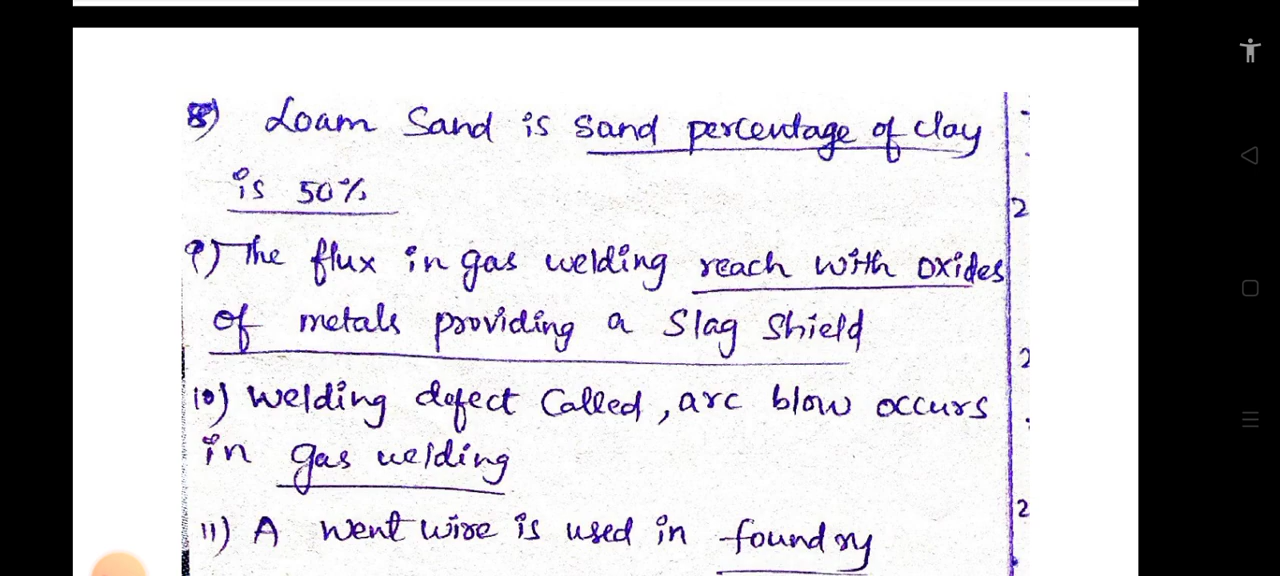 8) Loam Sand is sand percentage of clay
is 50%
2
9) The flux in gas welding reach with oxides
of metals providing a Slag Shield
2
10) Welding defect Called, arc blow occurs
in gas welding
2
11) A went wire is used in foundry